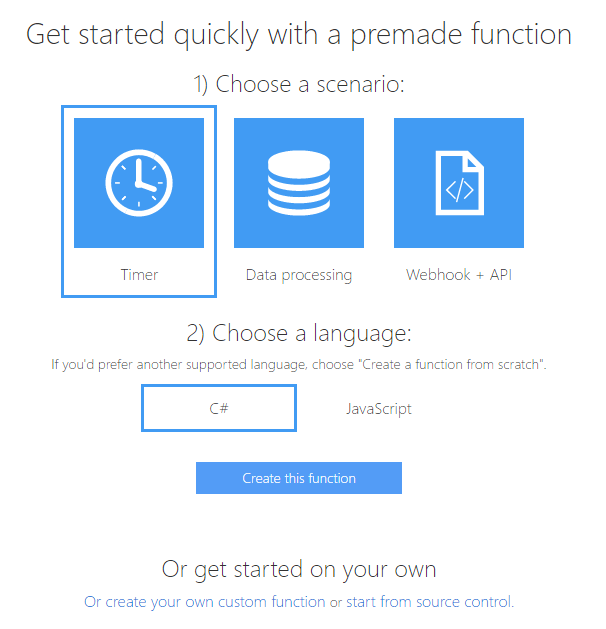 Get started quickly with a premade function
1) Choose a scenario:
Timer
Data processing
Webhook + API
2) Choose a language:
If you'd prefer another supported language, choose "Create a function from scratch".
C#
JavaScript
Create this function
Or get started on your own
Or create your own custom function or start from source control.